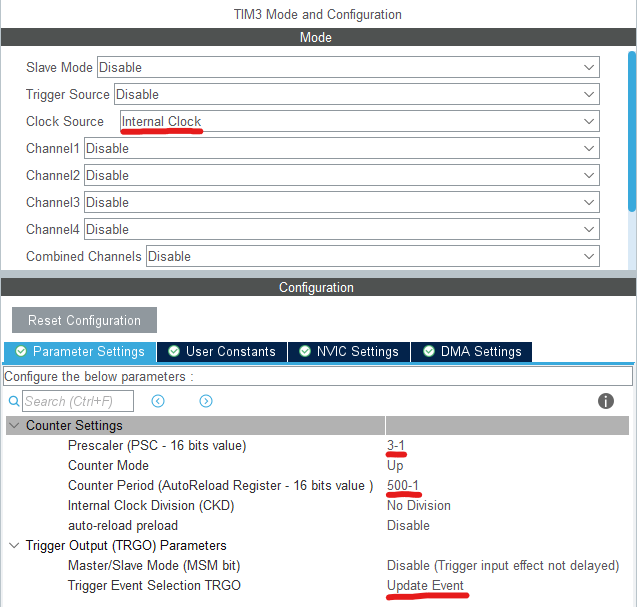 TIM3 Mode and Configuration
Mode
Slave Mode Disable
Trigger Source Disable
Clock Source Internal Clock
Channel1 Disable
Channel2 Disable
Channel3 Disable
Channel4 Disable
Combined Channels Disable
Configuration
Reset Configuration
Parameter Settings User Constants NVIC Settings DMA Settings
Configure the below parameters :
Search (Ctrl+F)
Counter Settings
Prescaler (PSC - 16 bits value) 3-1
Counter Mode Up
Counter Period (AutoReload Register - 16 bits value ) 500-1
Internal Clock Division (CKD) No Division
auto-reload preload Disable
Trigger Output (TRGO) Parameters
Master/Slave Mode (MSM bit) Disable (Trigger input effect not delayed)
Trigger Event Selection TRGO Update Event